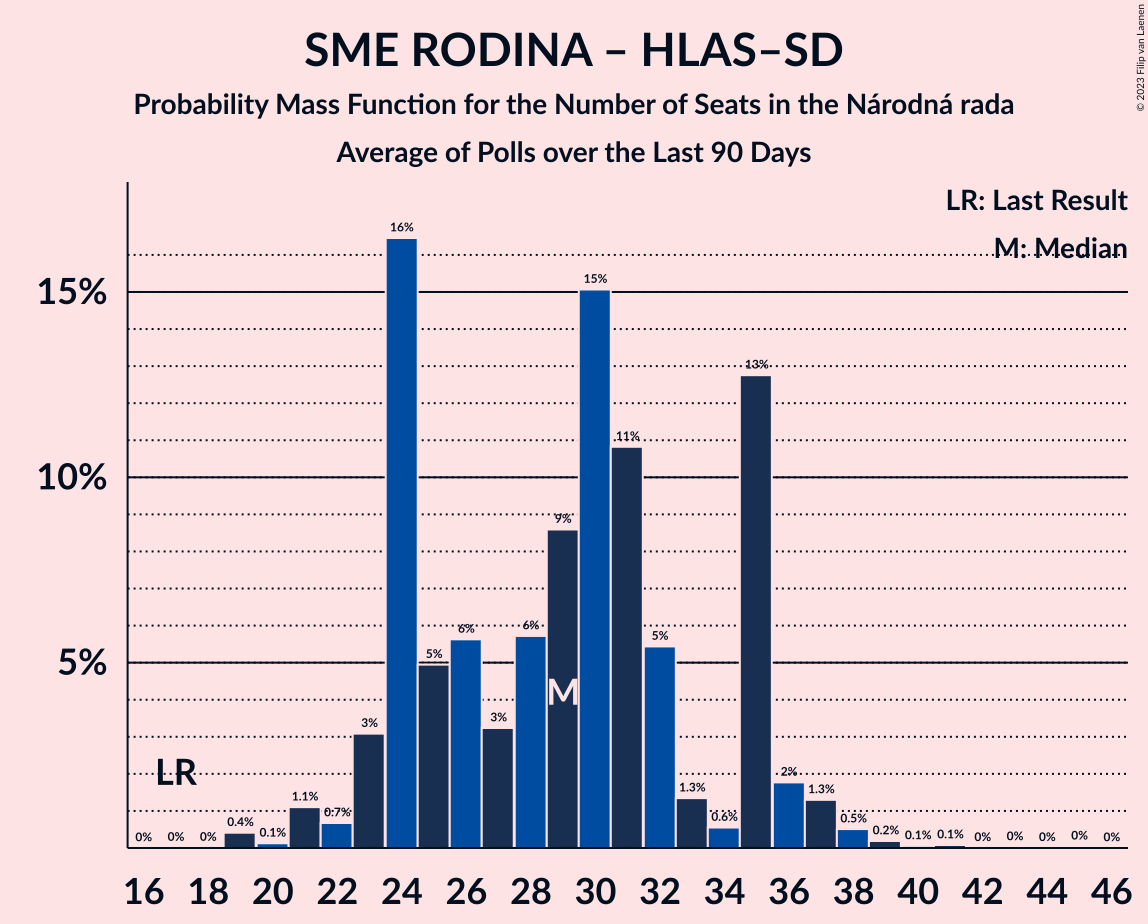 SME RODINA – HLAS–SD
Probability Mass Function for the Number of Seats in the Národná rada
Average of Polls over the Last 90 Days
© 2023 Filip van Laenen
LR: Last Result
M: Median
15%
10%
5%
0% 0% 0% 0.4% 0.1% 1.1% 0.7% 3% 16% 5% 6% 3% 6% 9% 15% 11% 5% 1.3% 0.6% 13% 2% 1.3% 0.5% 0.2% 0.1% 0.1% 0% 0% 0% 0% 0%
LR
M
16 18 20 22 24 26 28 30 32 34 36 38 40 42 44 46